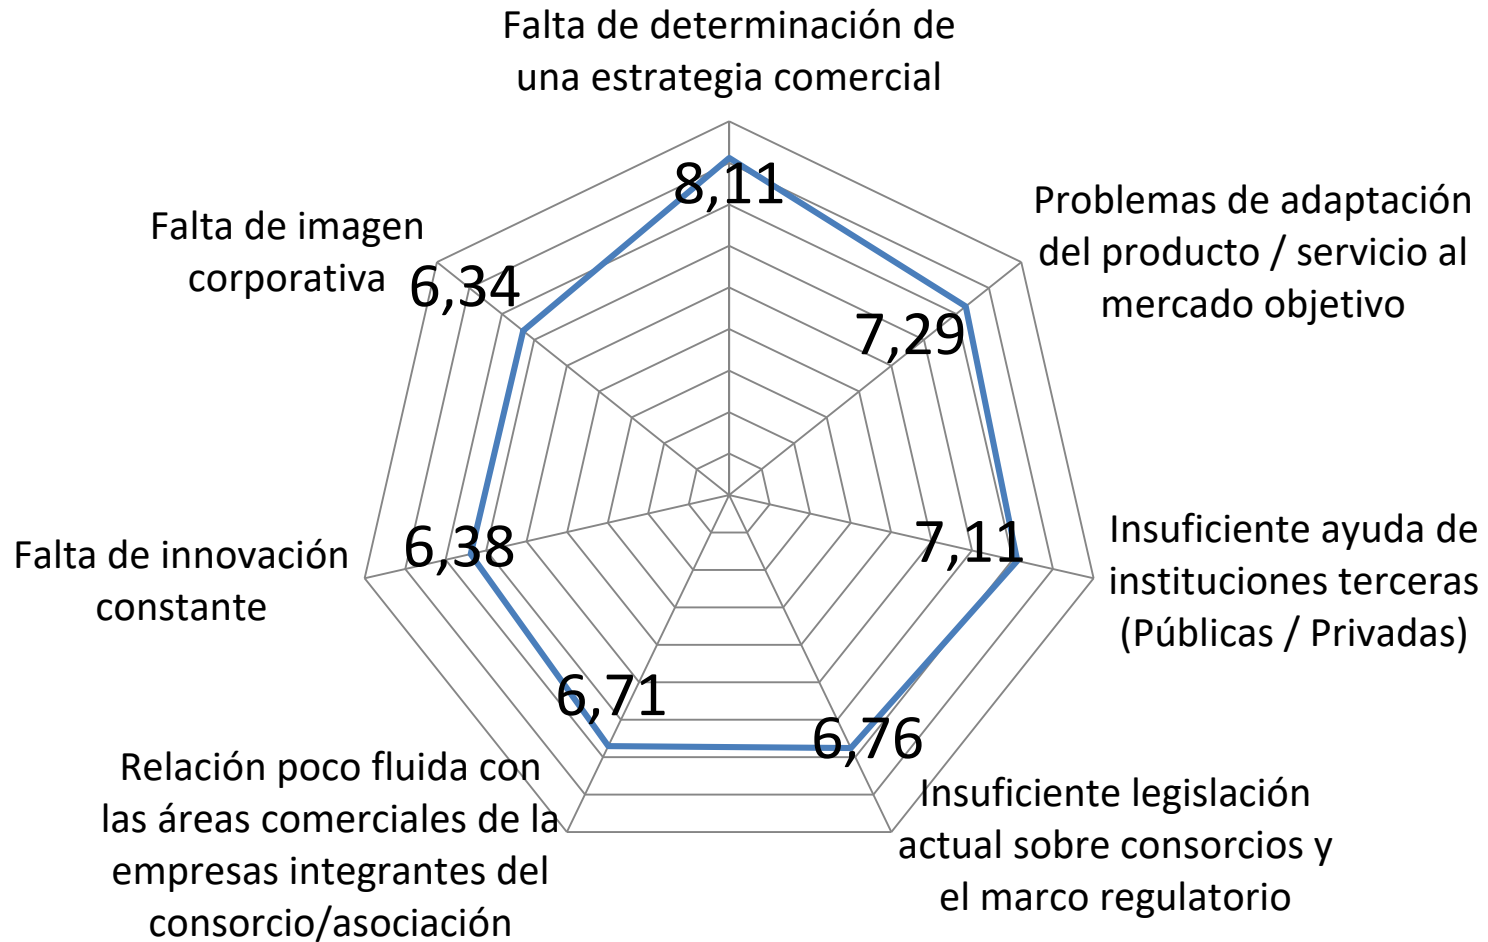 Falta de determinación de
una estrategia comercial
8,11
Problemas de adaptación
del producto / servicio al
mercado objetivo
7,29
Insuficiente ayuda de
instituciones terceras
(Públicas / Privadas)
7,11
Insuficiente legislación
actual sobre consorcios y
el marco regulatorio
6,76
Relación poco fluida con
las áreas comerciales de la
empresas integrantes del
consorcio/asociación
6,71
Falta de innovación
constante
6,38
Falta de imagen
corporativa
6,34